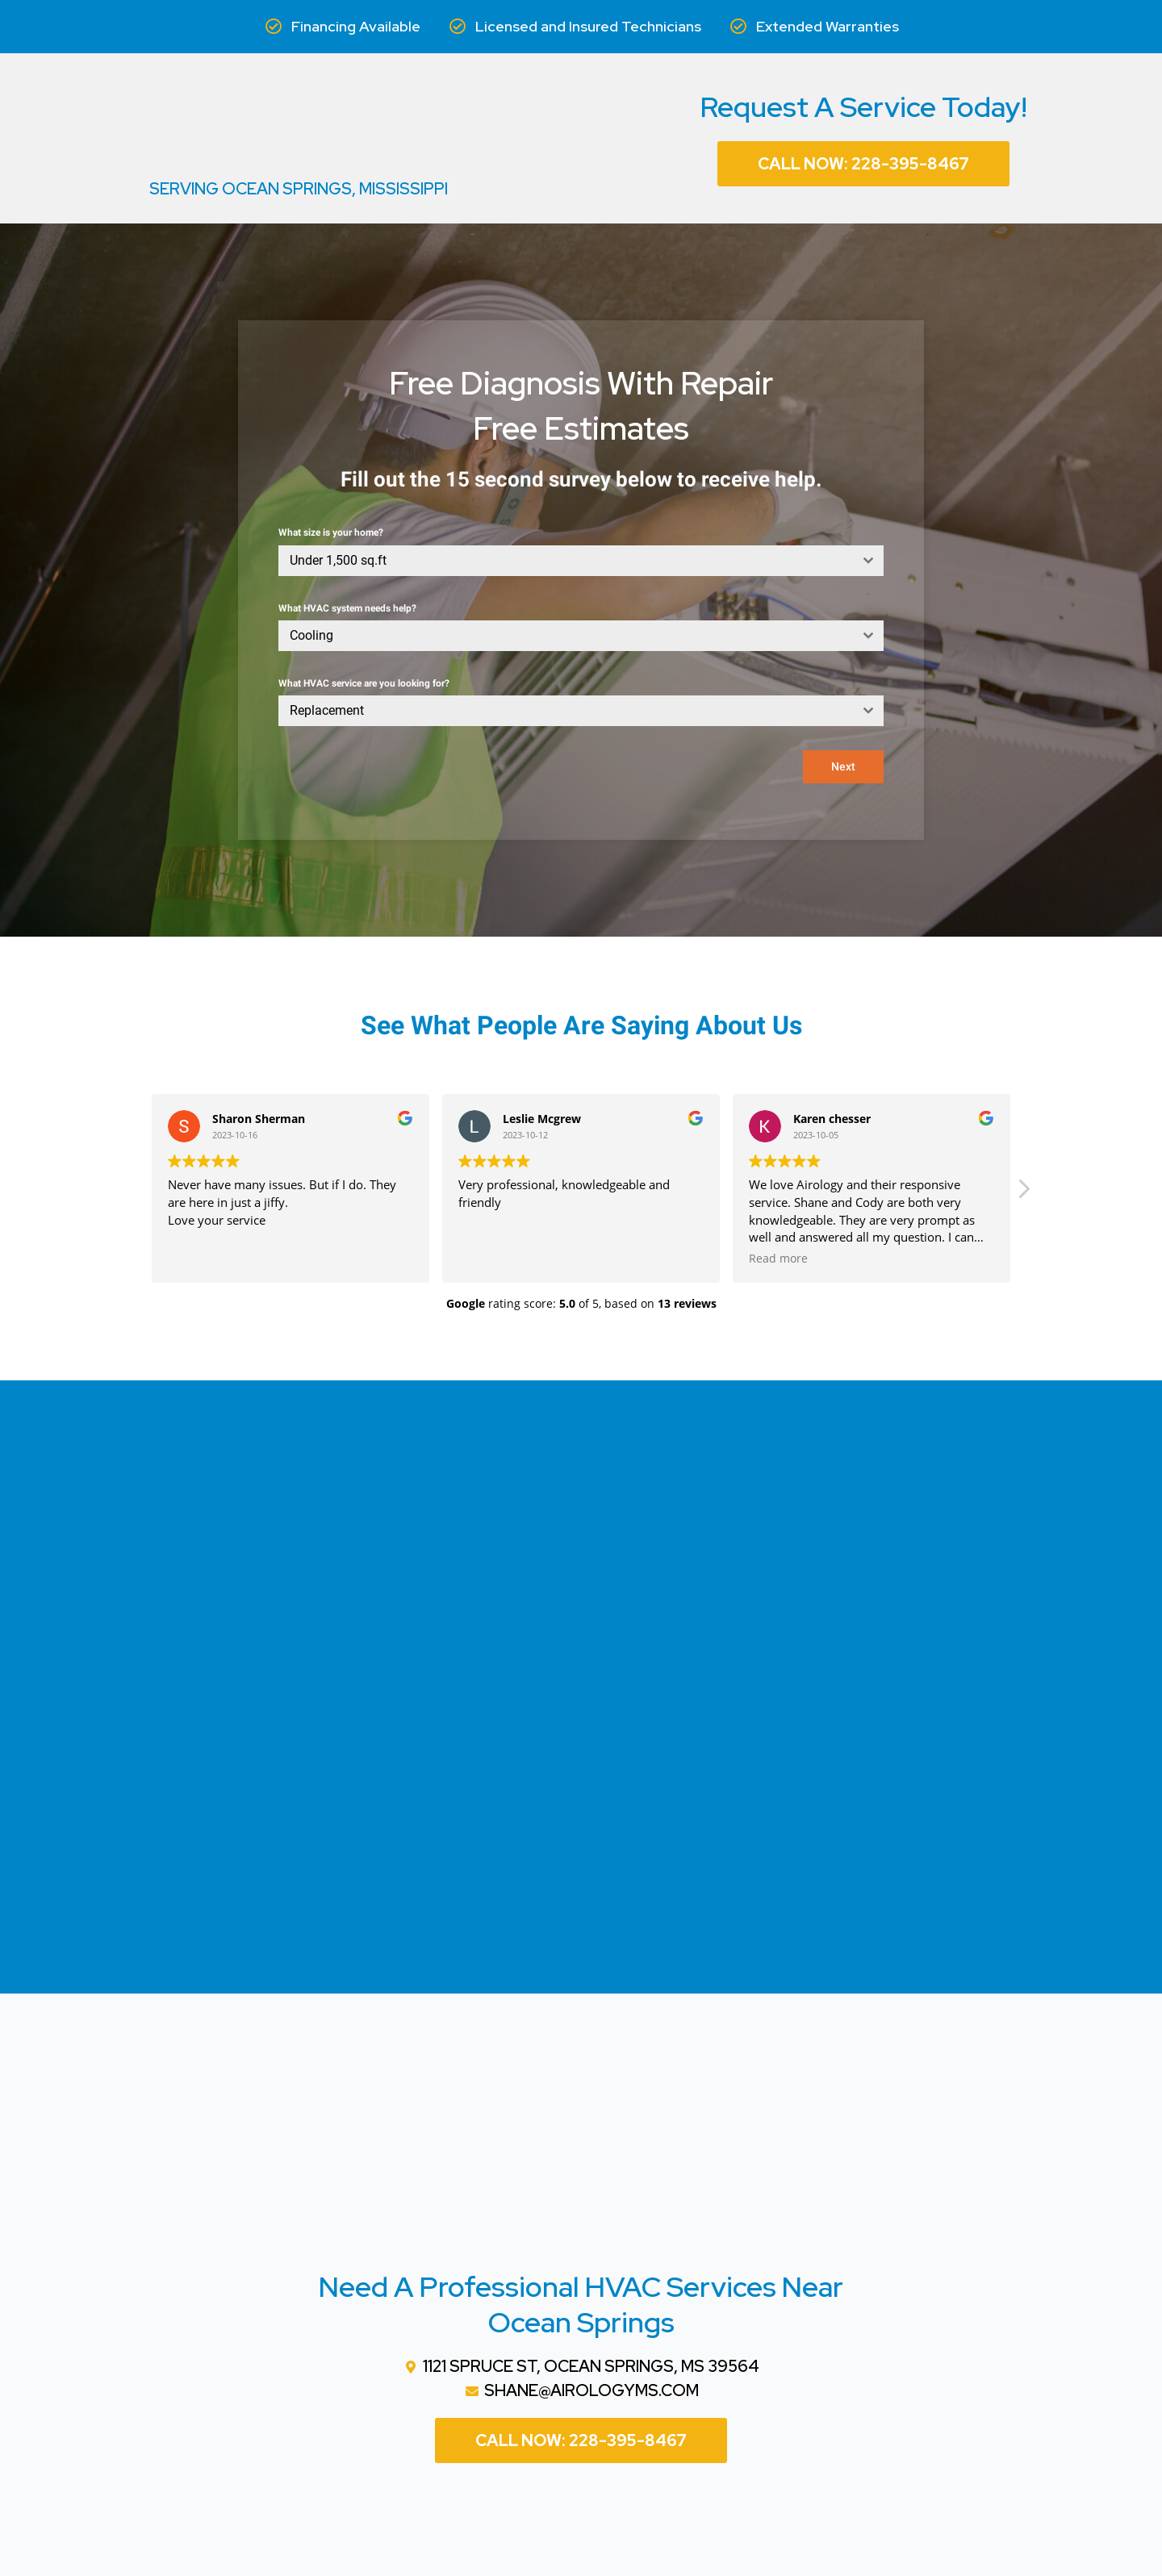 Financing Available
Licensed and Insured Technicians
Extended Warranties
Request A Service Today!
CALL NOW: 228-395-8467
SERVING OCEAN SPRINGS, MISSISSIPPI
Free Diagnosis With Repair
Free Estimates
Fill out the 15 second survey below to receive help.
What size is your home?
Under 1,500 sq.ft
What HVAC system needs help?
Cooling
What HVAC service are you looking for?
Replacement
Next
See What People Are Saying About Us
S
Sharon Sherman
2023-10-16
Never have many issues. But if I do. They
are here in just a jiffy.
Love your service
L
Leslie Mcgrew
2023-10-12
Very professional, knowledgeable and
friendly
K
Karen chesser
2023-10-05
We love Airology and their responsive
service. Shane and Cody are both very
knowledgeable. They are very prompt as
well and answered all my question. I can...
Read more
Google rating score: 5.0 of 5, based on 13 reviews
Need A Professional HVAC Services Near
Ocean Springs
1121 SPRUCE ST, OCEAN SPRINGS, MS 39564
SHANE@AIROLOGYMS.COM
CALL NOW: 228-395-8467